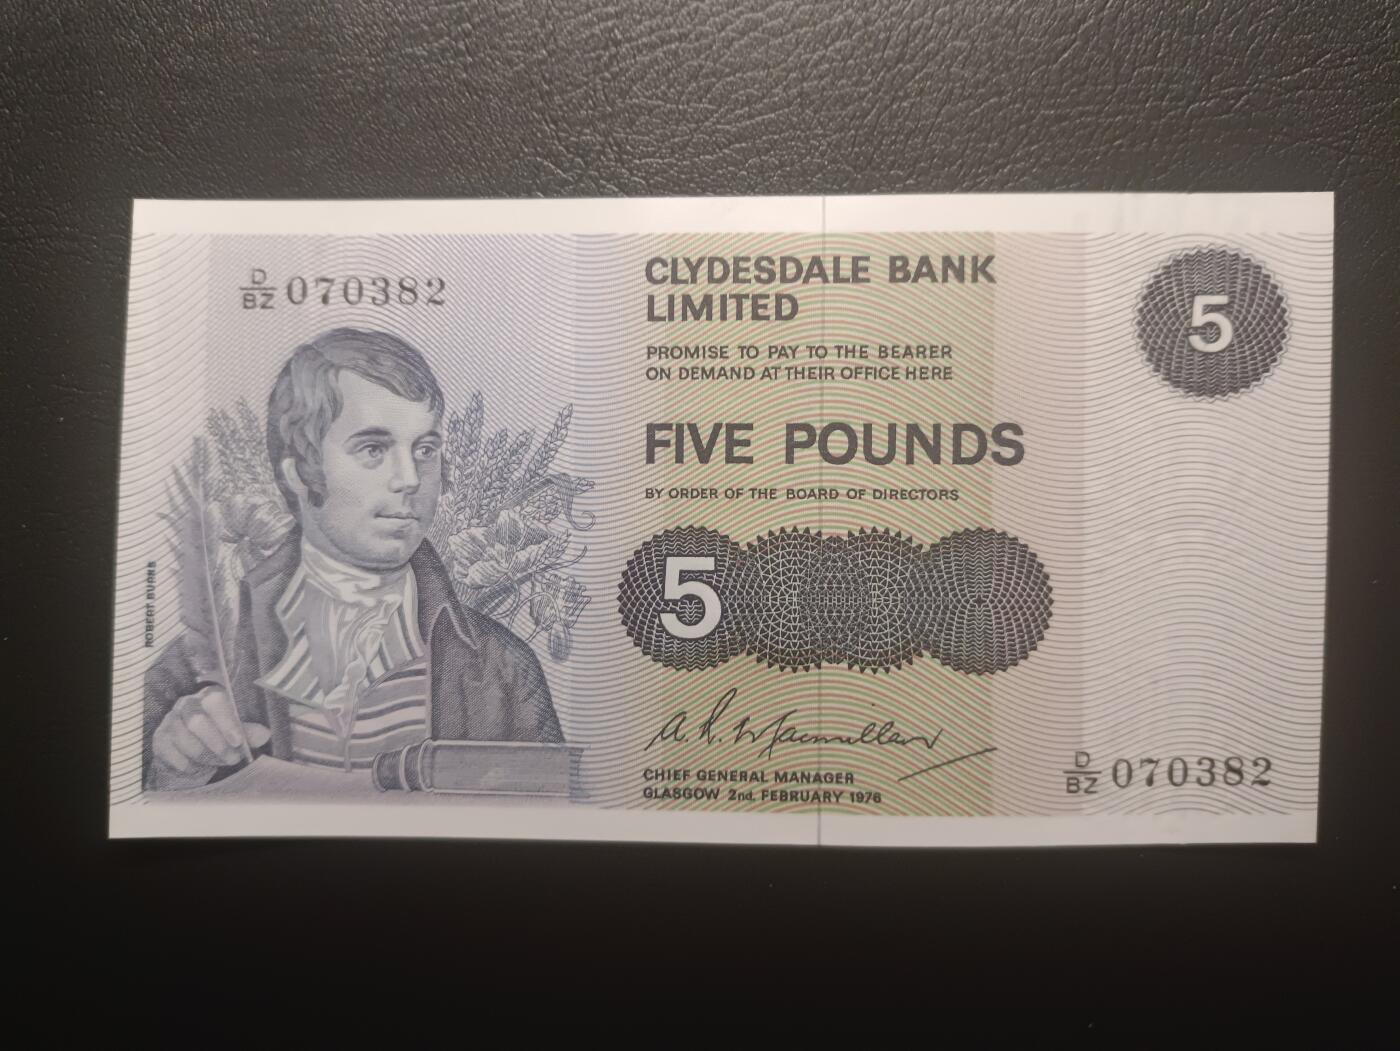 D/BZ 070382
CLYDESDALE BANK
LIMITED
PROMISE TO PAY TO THE BEARER
ON DEMAND AT THEIR OFFICE HERE
5
FIVE POUNDS
BY ORDER OF THE BOARD OF DIRECTORS
5
ROBERT BURNS
A. R. Macmillan
CHIEF GENERAL MANAGER
GLASGOW 2nd. FEBRUARY 1976
D/BZ 070382